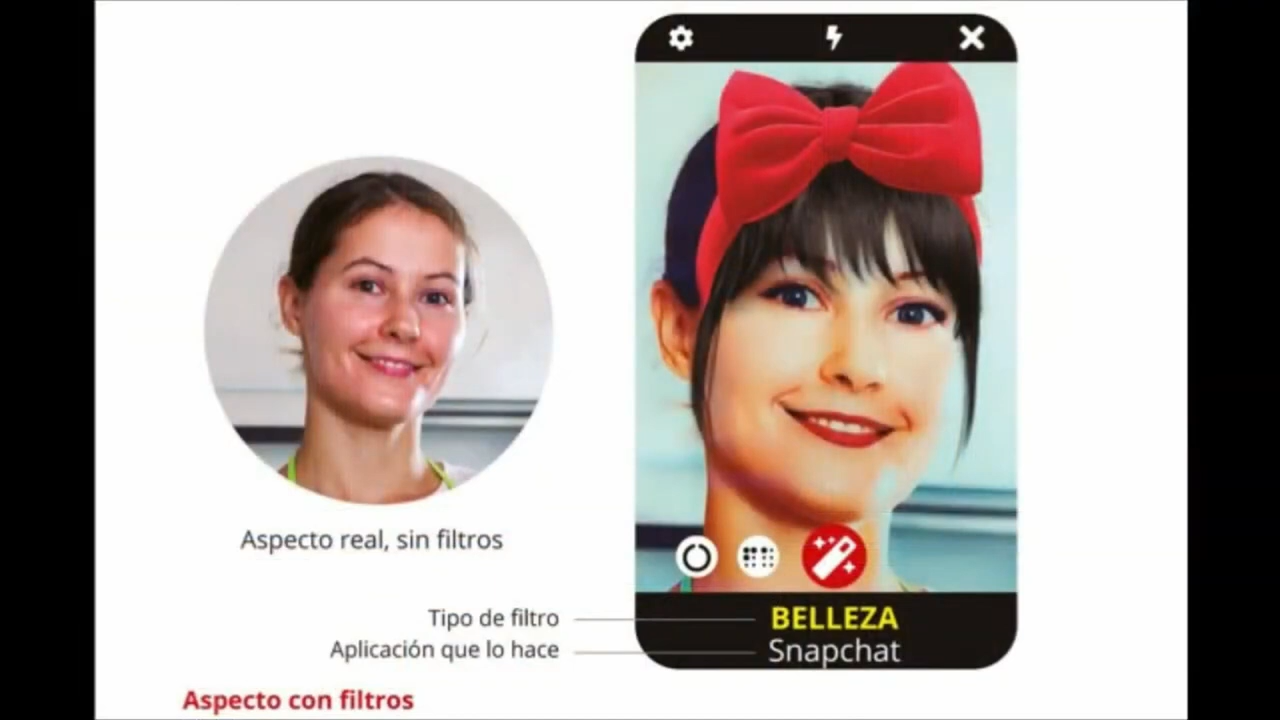 Aspecto real, sin filtros
Tipo de filtro
BELLEZA
Aplicación que lo hace
Snapchat
Aspecto con filtros